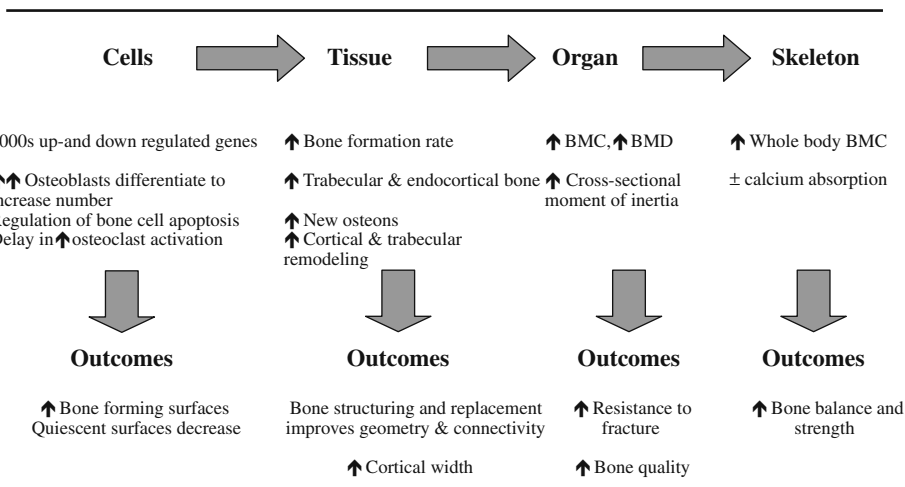 Cells Tissue Organ Skeleton
000s up-and down regulated genes
↑↑ Osteoblasts differentiate to
ncrease number
egulation of bone cell apoptosis
elay in ↑ osteoclast activation
↑ Bone formation rate
↑ Trabecular & endocortical bone
↑ New osteons
↑ Cortical & trabecular
remodeling
↑ BMC, ↑ BMD
↑ Cross-sectional
moment of inertia
↑ Whole body BMC
± calcium absorption
Outcomes Outcomes Outcomes Outcomes
↑ Bone forming surfaces
Quiescent surfaces decrease
Bone structuring and replacement
improves geometry & connectivity
↑ Cortical width
↑ Resistance to
fracture
↑ Bone quality
↑ Bone balance and
strength